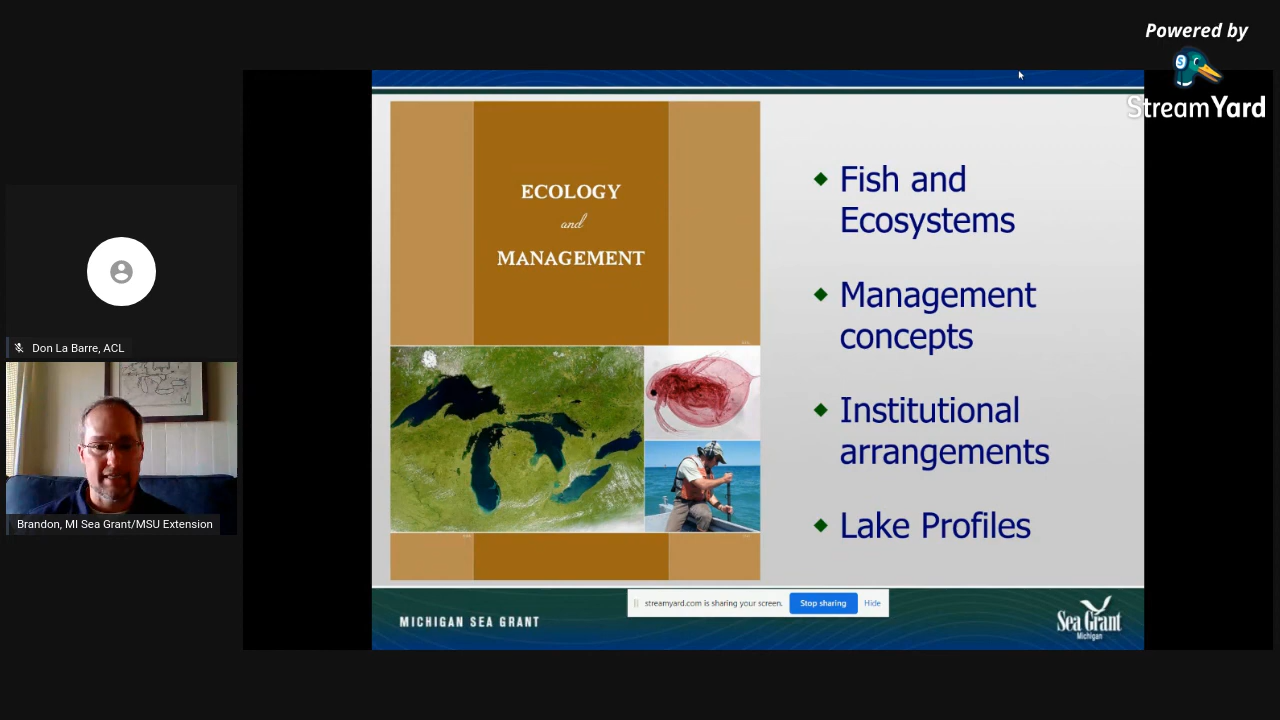 Powered by
StreamYard
ECOLOGY
and
MANAGEMENT
Fish and
Ecosystems
Management
concepts
Institutional
arrangements
Lake Profiles
Don La Barre, ACL
Brandon, MI Sea Grant/MSU Extension
streamyard.com is sharing your screen.
Stop sharing
Hide
MICHIGAN SEA GRANT
Sea Grant
Michigan